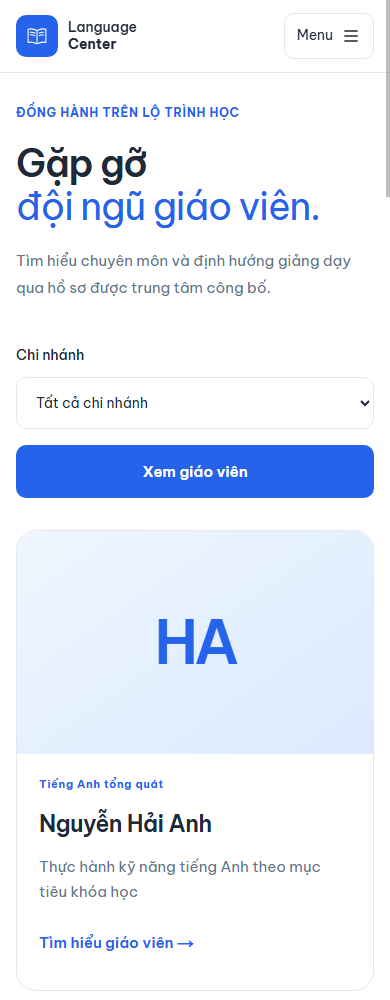 Language
Center
Menu
ĐỒNG HÀNH TRÊN LỘ TRÌNH HỌC
Gặp gỡ
đội ngũ giáo viên.
Tìm hiểu chuyên môn và định hướng giảng dạy
qua hồ sơ được trung tâm công bố.
Chi nhánh
Tất cả chi nhánh
Xem giáo viên
HA
Tiếng Anh tổng quát
Nguyễn Hải Anh
Thực hành kỹ năng tiếng Anh theo mục
tiêu khóa học
Tìm hiểu giáo viên →